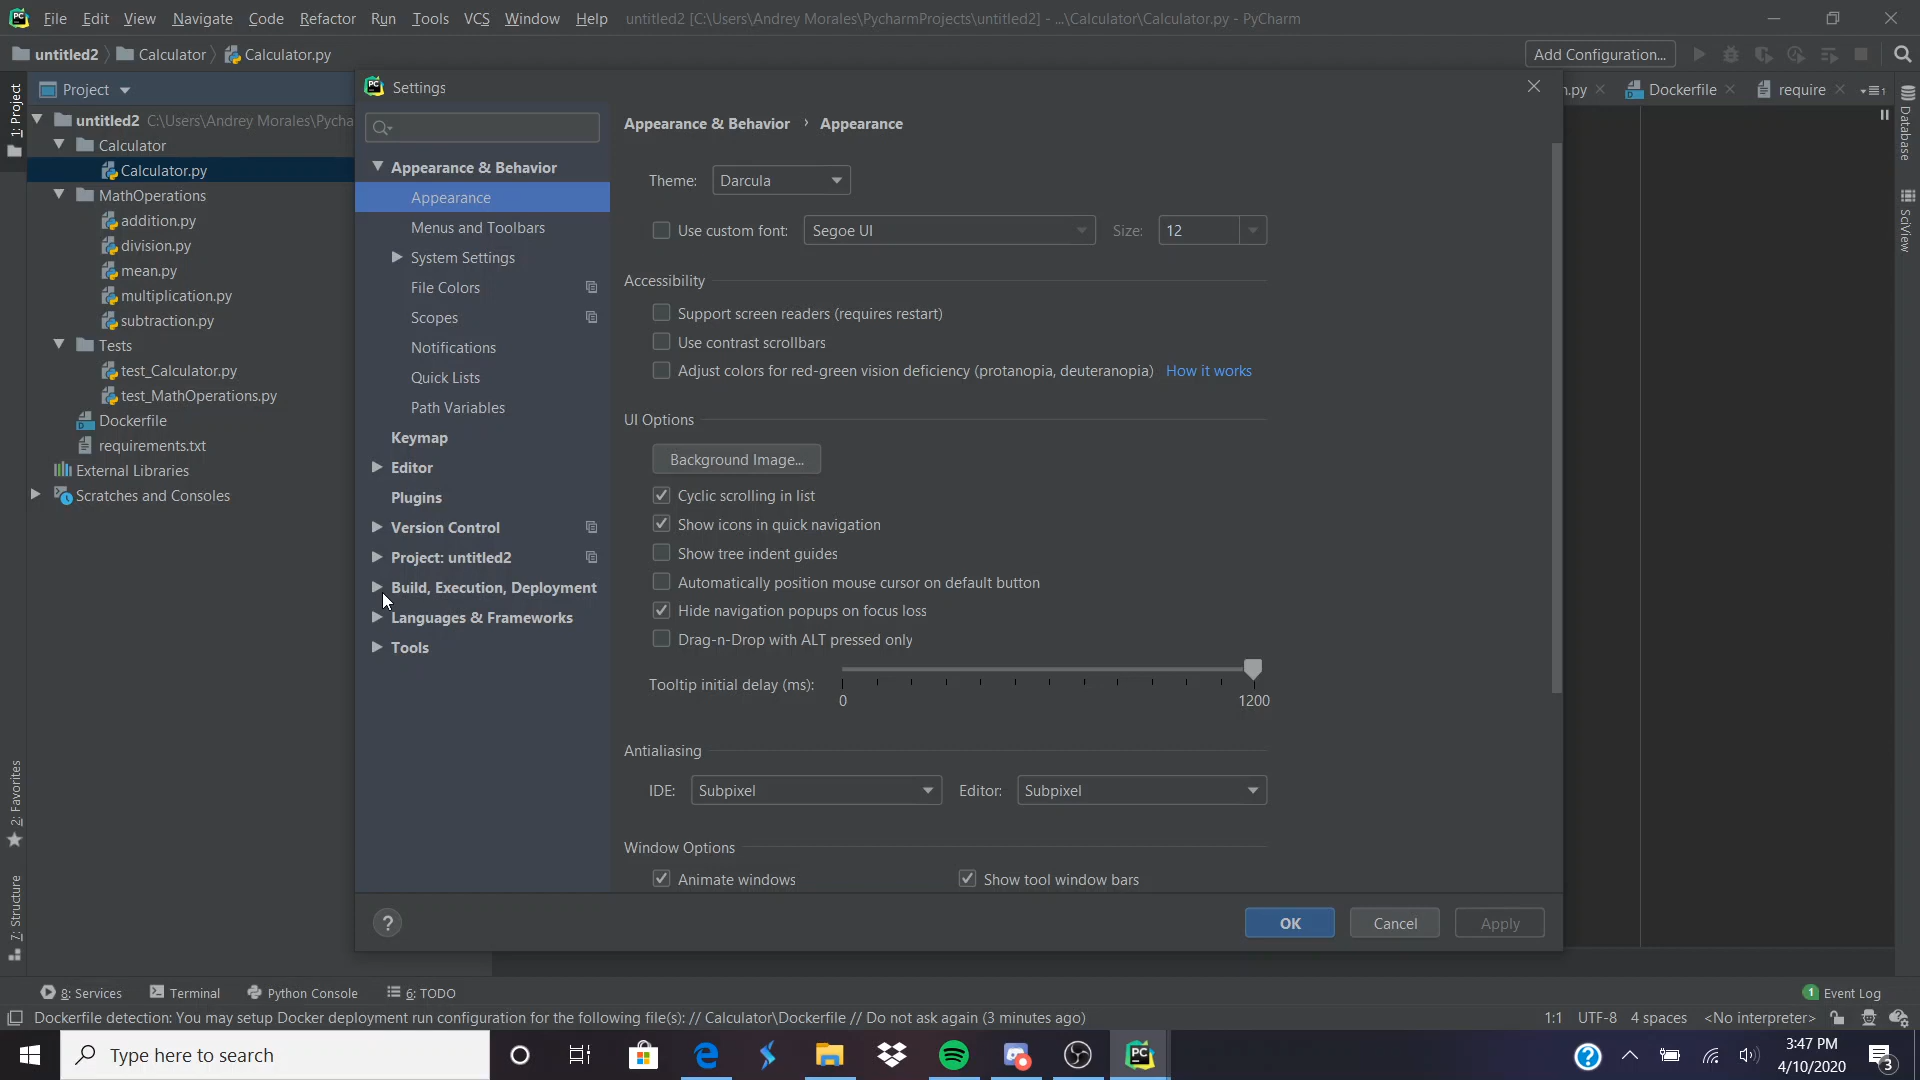 File Edit View Navigate Code Refactor Run Tools VCS Window Help untitled2 [C:\Users\Andrey Morales\PycharmProjects\untitled2] - ...\Calculator\Calculator.py - PyCharm
untitled2 Calculator Calculator.py Add Configuration...
1: Project
Project
untitled2 C:\Users\Andrey Morales\Pycha
Calculator
Calculator.py
MathOperations
addition.py
division.py
mean.py
multiplication.py
subtraction.py
Tests
test_Calculator.py
test_MathOperations.py
Dockerfile
requirements.txt
External Libraries
Scratches and Consoles
2: Favorites
7: Structure
Settings
Appearance & Behavior
Appearance
Menus and Toolbars
System Settings
File Colors
Scopes
Notifications
Quick Lists
Path Variables
Keymap
Editor
Plugins
Version Control
Project: untitled2
Build, Execution, Deployment
Languages & Frameworks
Tools
Appearance & Behavior › Appearance
Theme: Darcula
Use custom font: Segoe UI Size: 12
Accessibility
Support screen readers (requires restart)
Use contrast scrollbars
Adjust colors for red-green vision deficiency (protanopia, deuteranopia) How it works
UI Options
Background Image...
Cyclic scrolling in list
Show icons in quick navigation
Show tree indent guides
Automatically position mouse cursor on default button
Hide navigation popups on focus loss
Drag-n-Drop with ALT pressed only
Tooltip initial delay (ms):
0 1200
Antialiasing
IDE: Subpixel Editor: Subpixel
Window Options
Animate windows Show tool window bars
? OK Cancel Apply
n.py Dockerfile require
Database
SciView
8: Services Terminal Python Console 6: TODO 1 Event Log
Dockerfile detection: You may setup Docker deployment run configuration for the following file(s): // Calculator\Dockerfile // Do not ask again (3 minutes ago) 1:1 UTF-8 4 spaces <No interpreter>
Type here to search
3:47 PM
4/10/2020
3